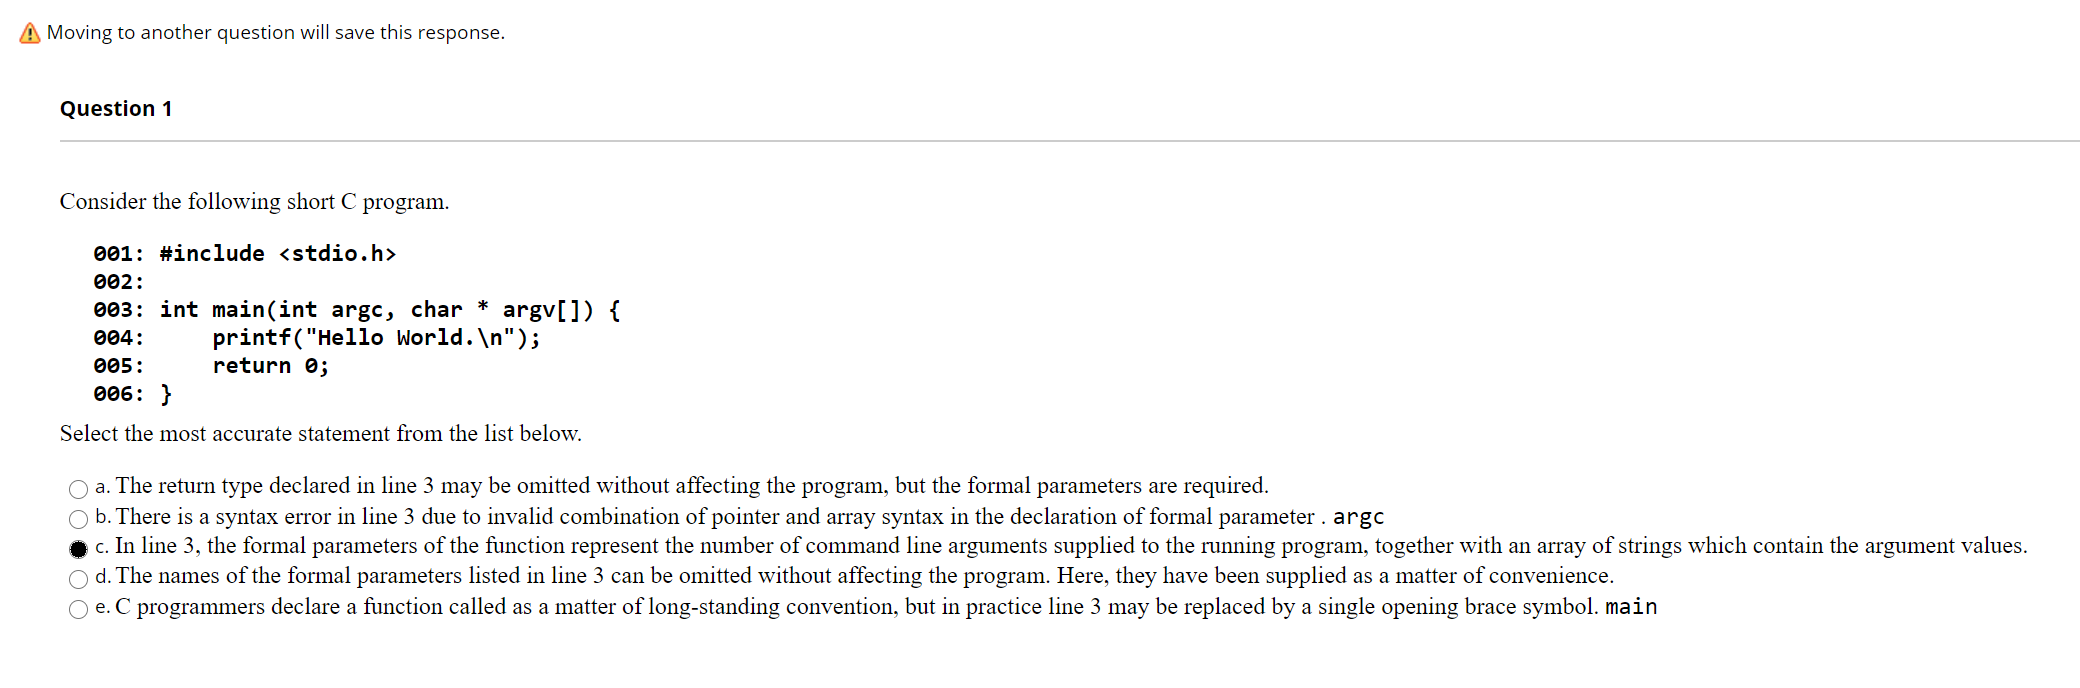 Moving to another question will save this response.
Question 1
Consider the following short C program.
001: #include <stdio.h>
002:
003: int main(int argc, char * argv[]) {
004:     printf("Hello World.\n");
005:     return 0;
006: }
Select the most accurate statement from the list below.
a. The return type declared in line 3 may be omitted without affecting the program, but the formal parameters are required.
b. There is a syntax error in line 3 due to invalid combination of pointer and array syntax in the declaration of formal parameter . argc
c. In line 3, the formal parameters of the function represent the number of command line arguments supplied to the running program, together with an array of strings which contain the argument values.
d. The names of the formal parameters listed in line 3 can be omitted without affecting the program. Here, they have been supplied as a matter of convenience.
e. C programmers declare a function called as a matter of long-standing convention, but in practice line 3 may be replaced by a single opening brace symbol. main